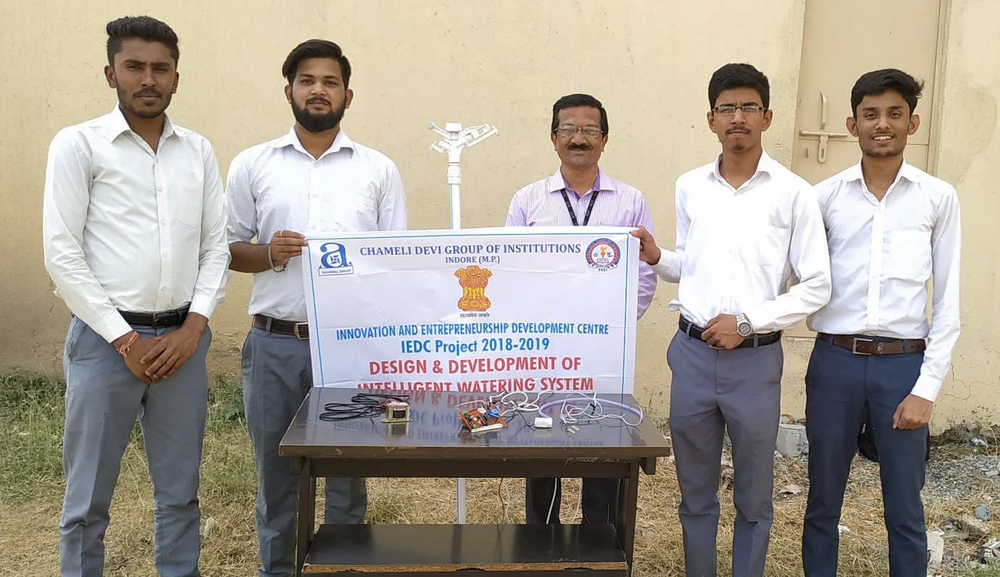 CHAMELI DEVI GROUP OF INSTITUTIONS
INDORE (M.P.)
a
AGARWAL GROUP
CDGI
सत्यमेव जयते
INNOVATION AND ENTREPRENEURSHIP DEVELOPMENT CENTRE
IEDC Project 2018-2019
DESIGN & DEVELOPMENT OF
INTELLIGENT WATERING SYSTEM